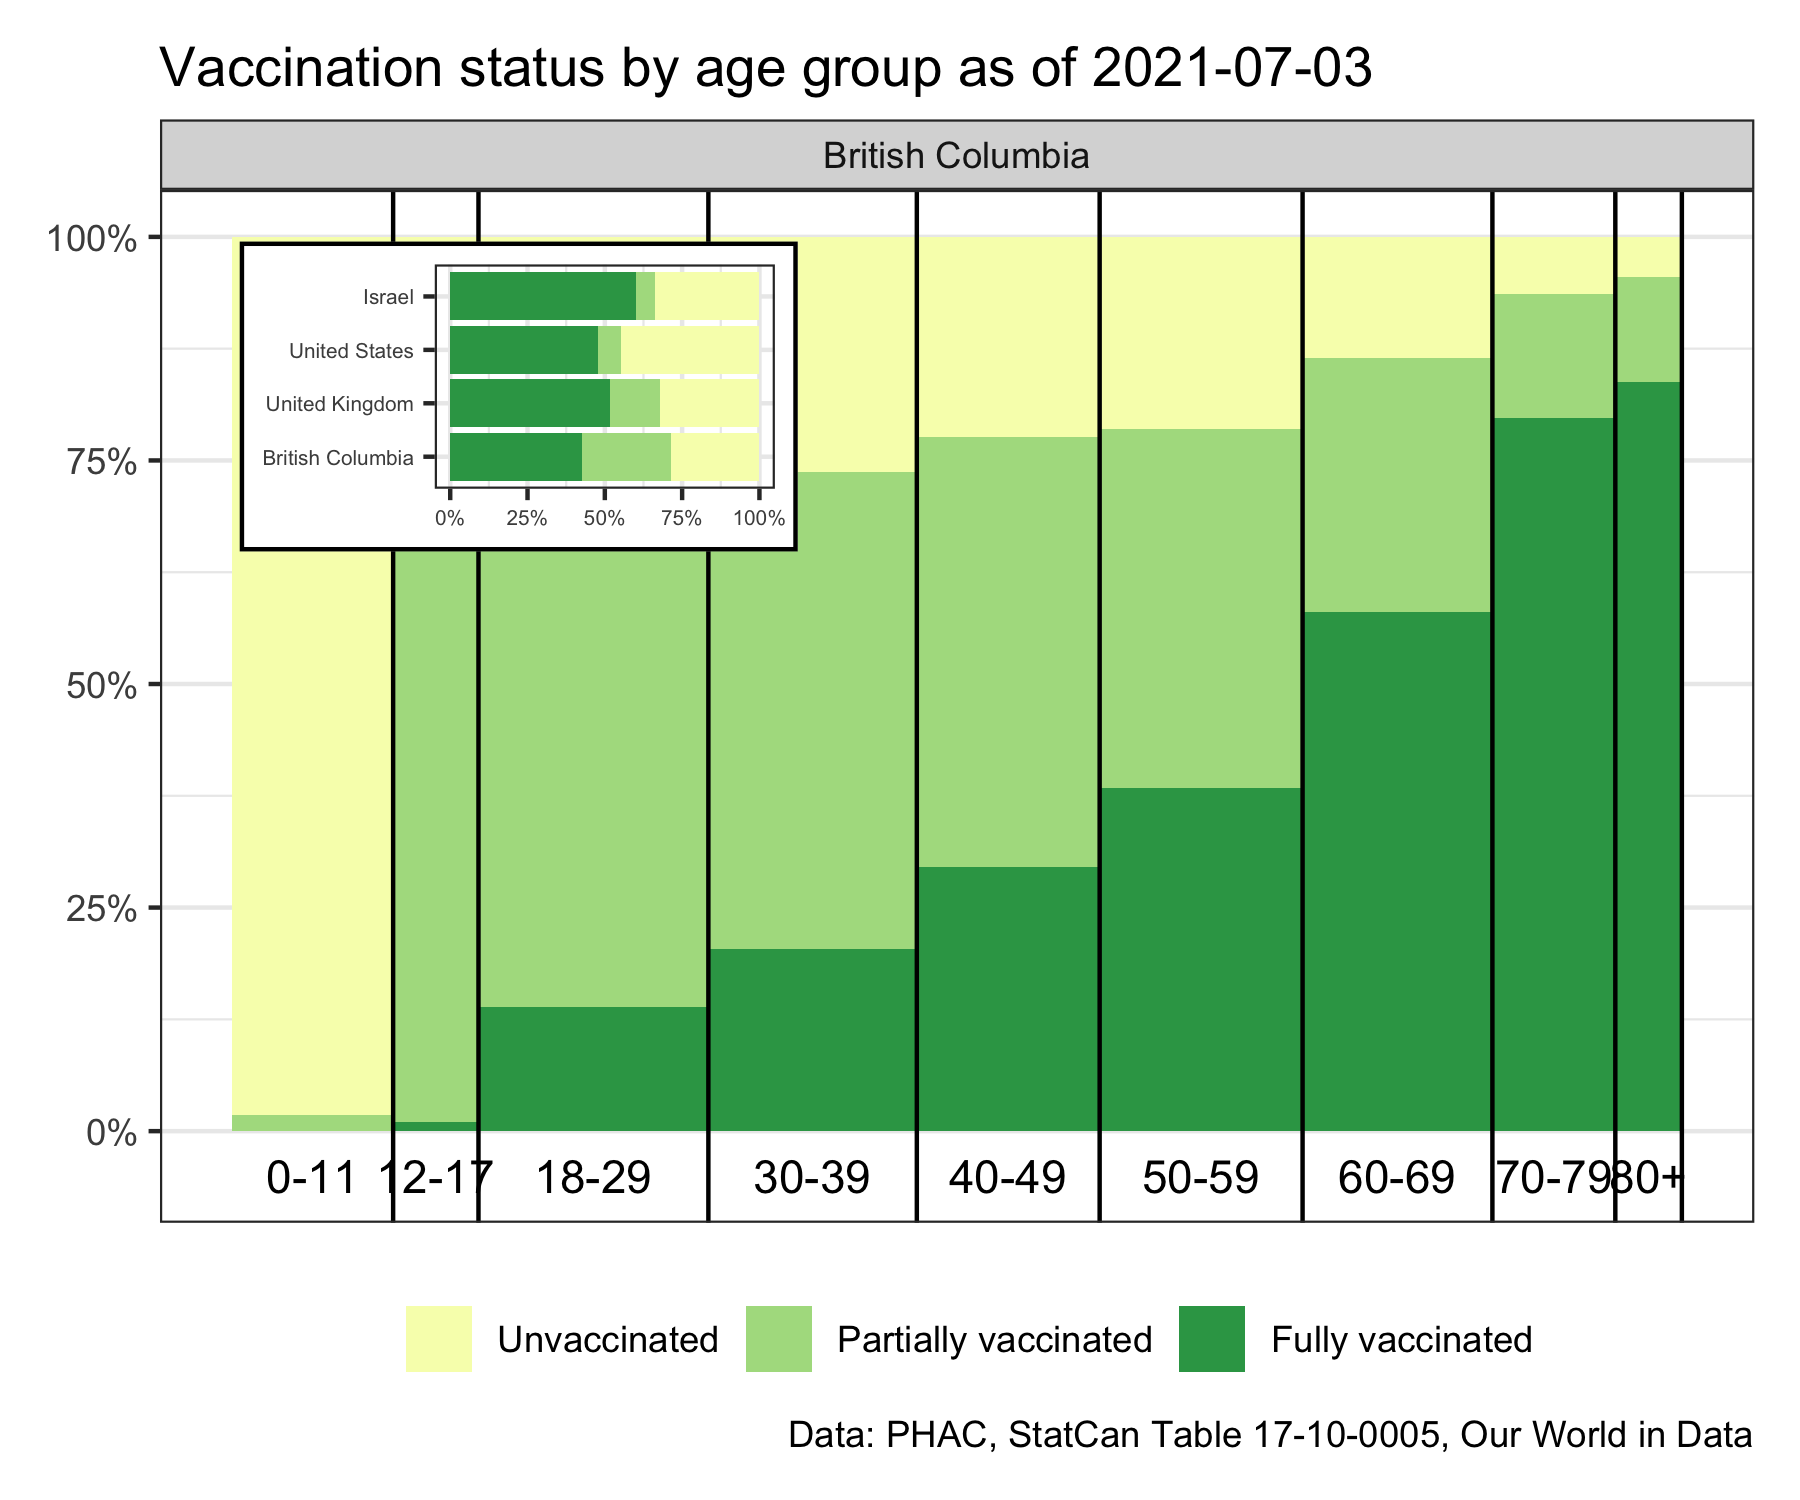 Vaccination status by age group as of 2021-07-03
British Columbia
100%
75%
50%
25%
0%
Israel
United States
United Kingdom
British Columbia
0% 25% 50% 75% 100%
0-11 12-17 18-29 30-39 40-49 50-59 60-69 70-79 80+
Unvaccinated Partially vaccinated Fully vaccinated
Data: PHAC, StatCan Table 17-10-0005, Our World in Data